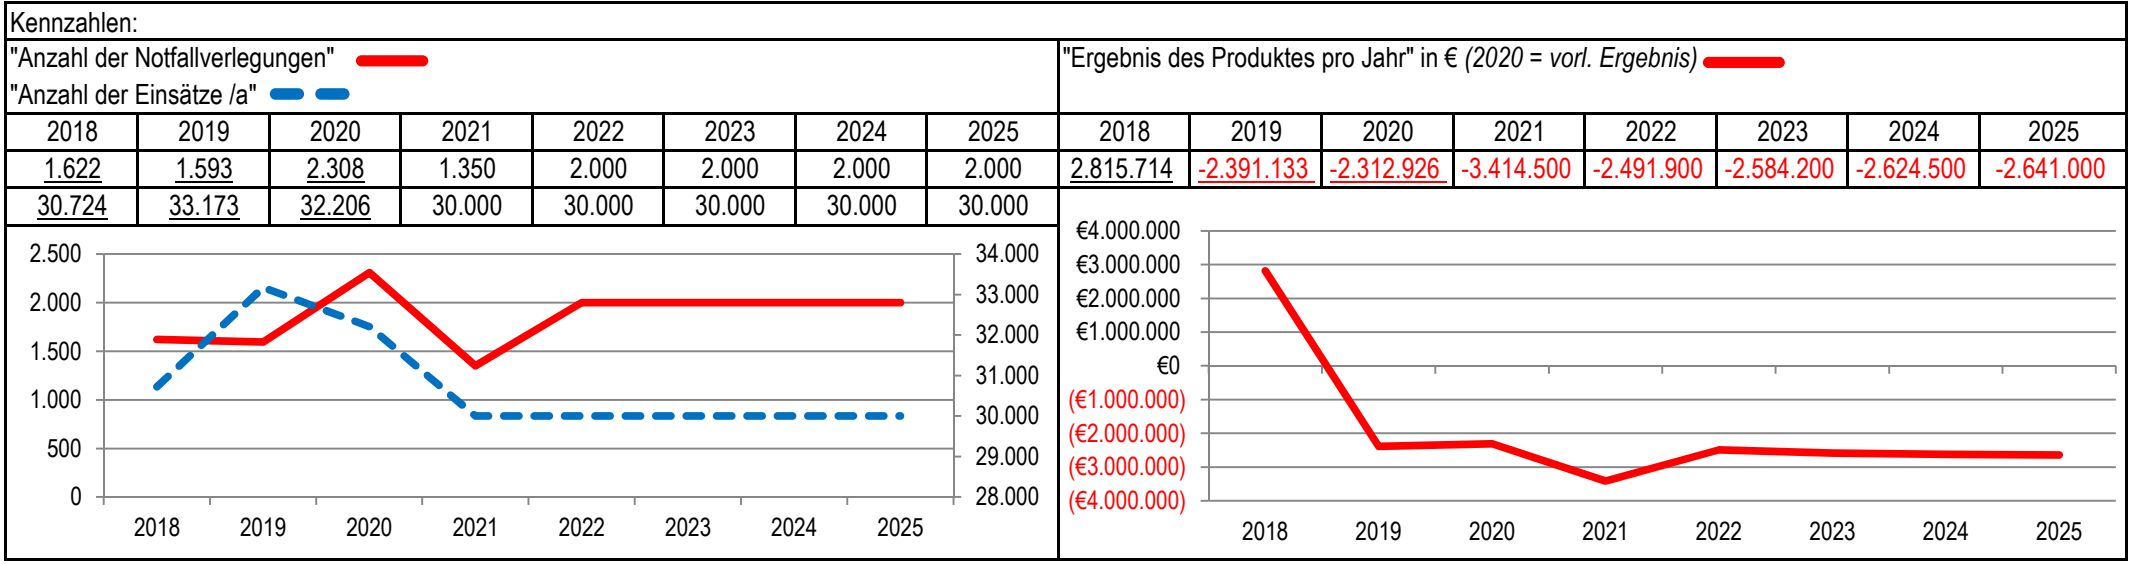 Kennzahlen:
"Anzahl der Notfallverlegungen"
"Anzahl der Einsätze /a"
"Ergebnis des Produktes pro Jahr" in € (2020 = vorl. Ergebnis)
2018 2019 2020 2021 2022 2023 2024 2025 2018 2019 2020 2021 2022 2023 2024 2025
1.622 1.593 2.308 1.350 2.000 2.000 2.000 2.000 2.815.714 -2.391.133 -2.312.926 -3.414.500 -2.491.900 -2.584.200 -2.624.500 -2.641.000
30.724 33.173 32.206 30.000 30.000 30.000 30.000 30.000
2.500
2.000
1.500
1.000
500
0
34.000
33.000
32.000
31.000
30.000
29.000
28.000
2018 2019 2020 2021 2022 2023 2024 2025
€4.000.000
€3.000.000
€2.000.000
€1.000.000
€0
(€1.000.000)
(€2.000.000)
(€3.000.000)
(€4.000.000)
2018 2019 2020 2021 2022 2023 2024 2025